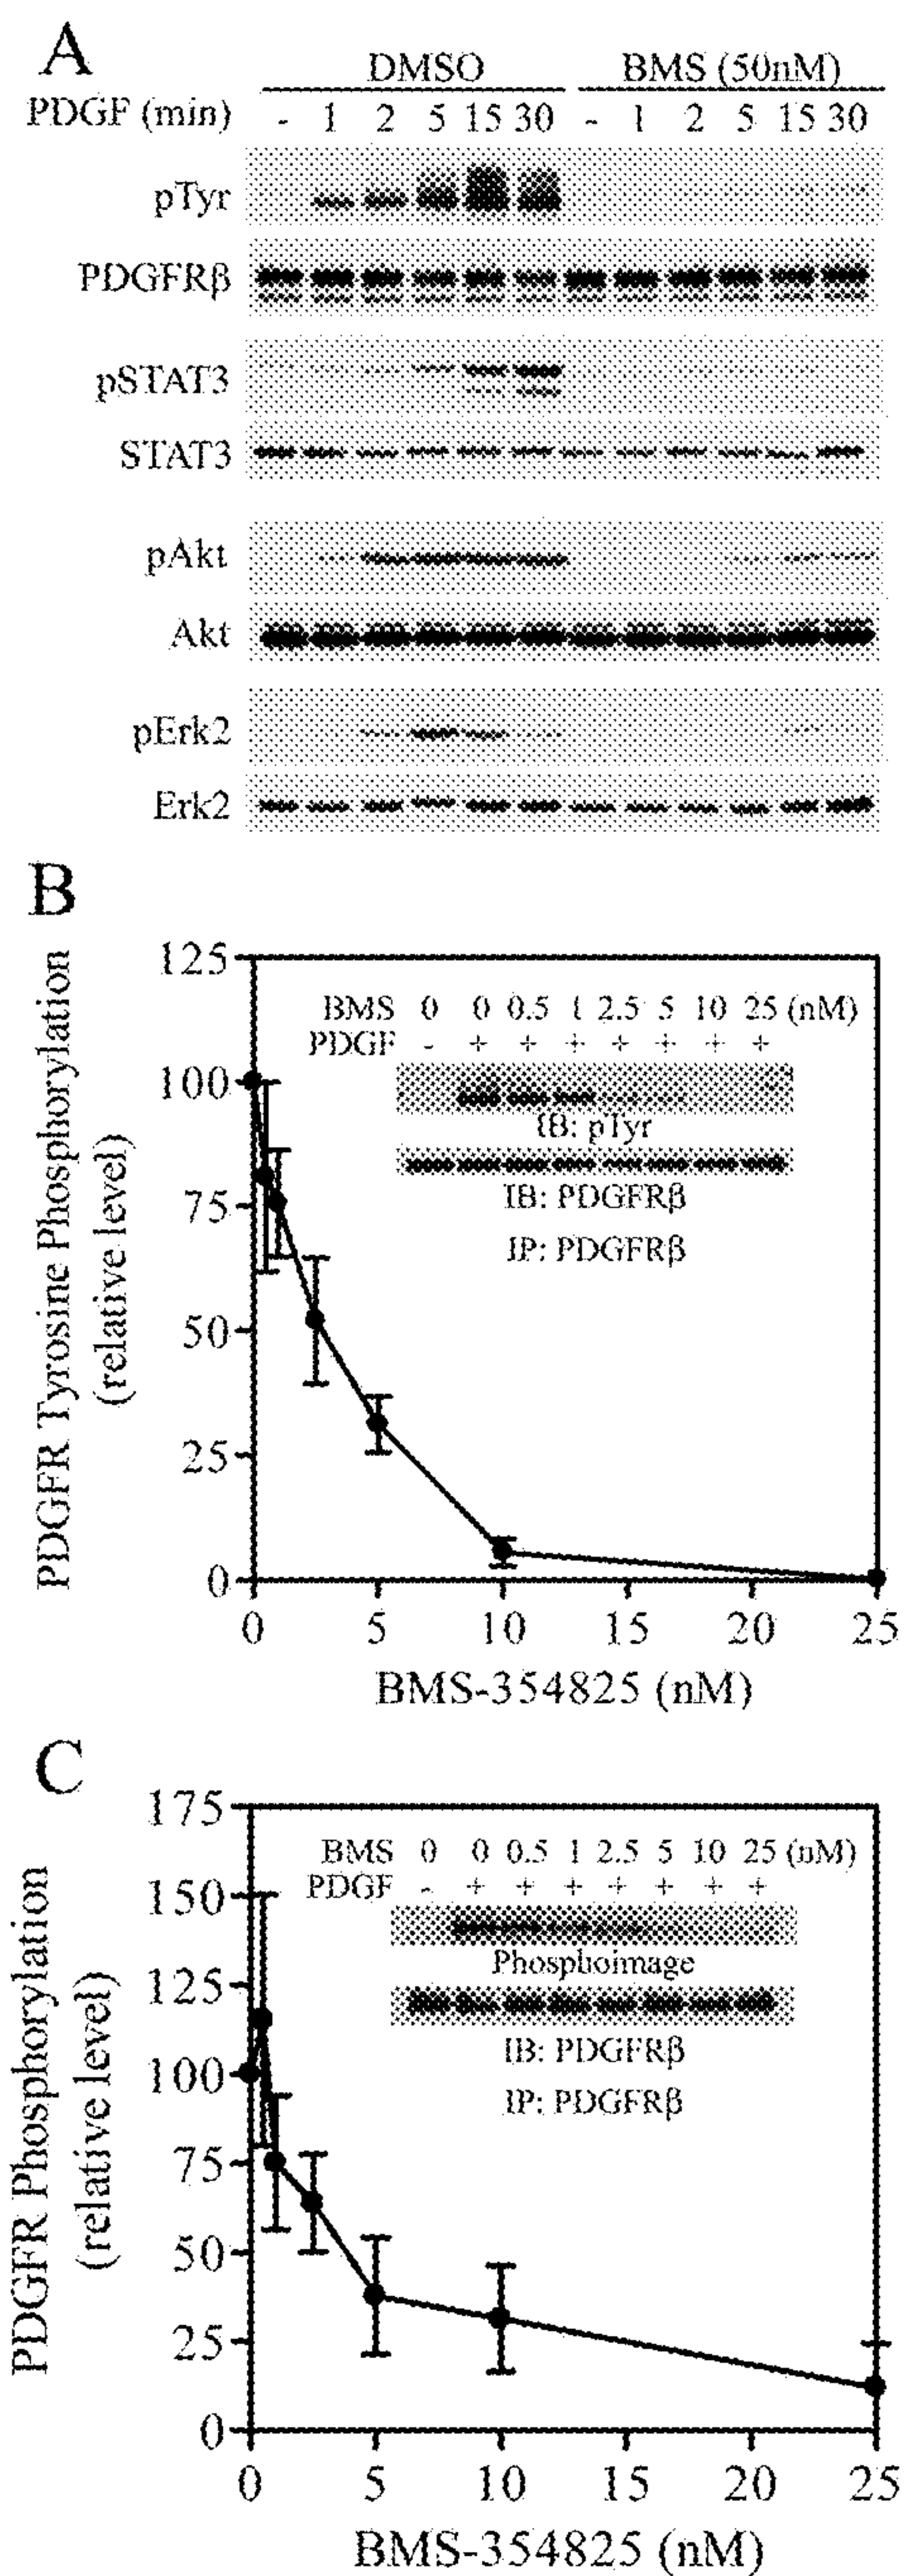 A
DMSO BMS (50nM)
PDGF (min) - 1 2 5 15 30 - 1 2 5 15 30
pTyr
PDGFRβ
pSTAT3
STAT3
pAkt
Akt
pErk2
Erk2
B
PDGFR Tyrosine Phosphorylation
(relative level)
125
100
75
50
25
0
BMS 0 0 0.5 1 2.5 5 10 25 (nM)
PDGF - + + + + + + +
IB: pTyr
IB: PDGFRβ
IP: PDGFRβ
0 5 10 15 20 25
BMS-354825 (nM)
C
PDGFR Phosphorylation
(relative level)
175
150
125
100
75
50
25
0
BMS 0 0 0.5 1 2.5 5 10 25 (nM)
PDGF - + + + + + + +
Phosphoimage
IB: PDGFRβ
IP: PDGFRβ
0 5 10 15 20 25
BMS-354825 (nM)